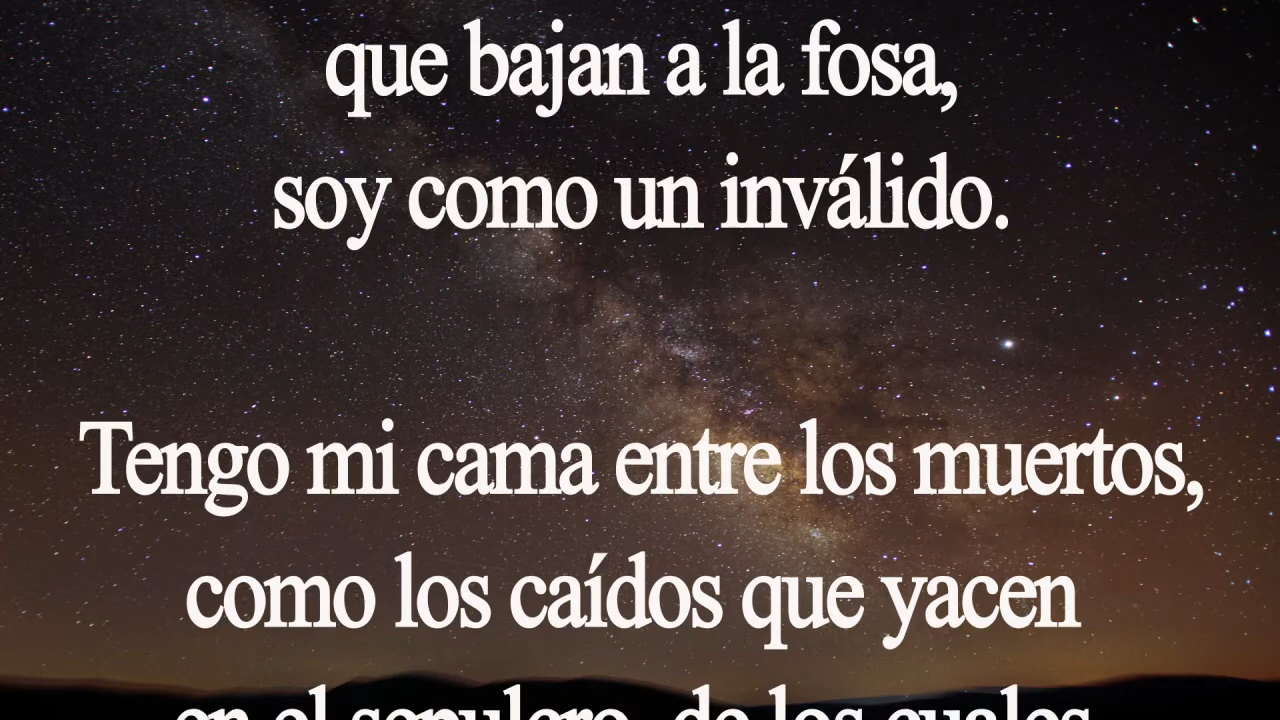 que bajan a la fosa,
soy como un inválido.
Tengo mi cama entre los muertos,
como los caídos que yacen
en el sepulcro, de los cuales